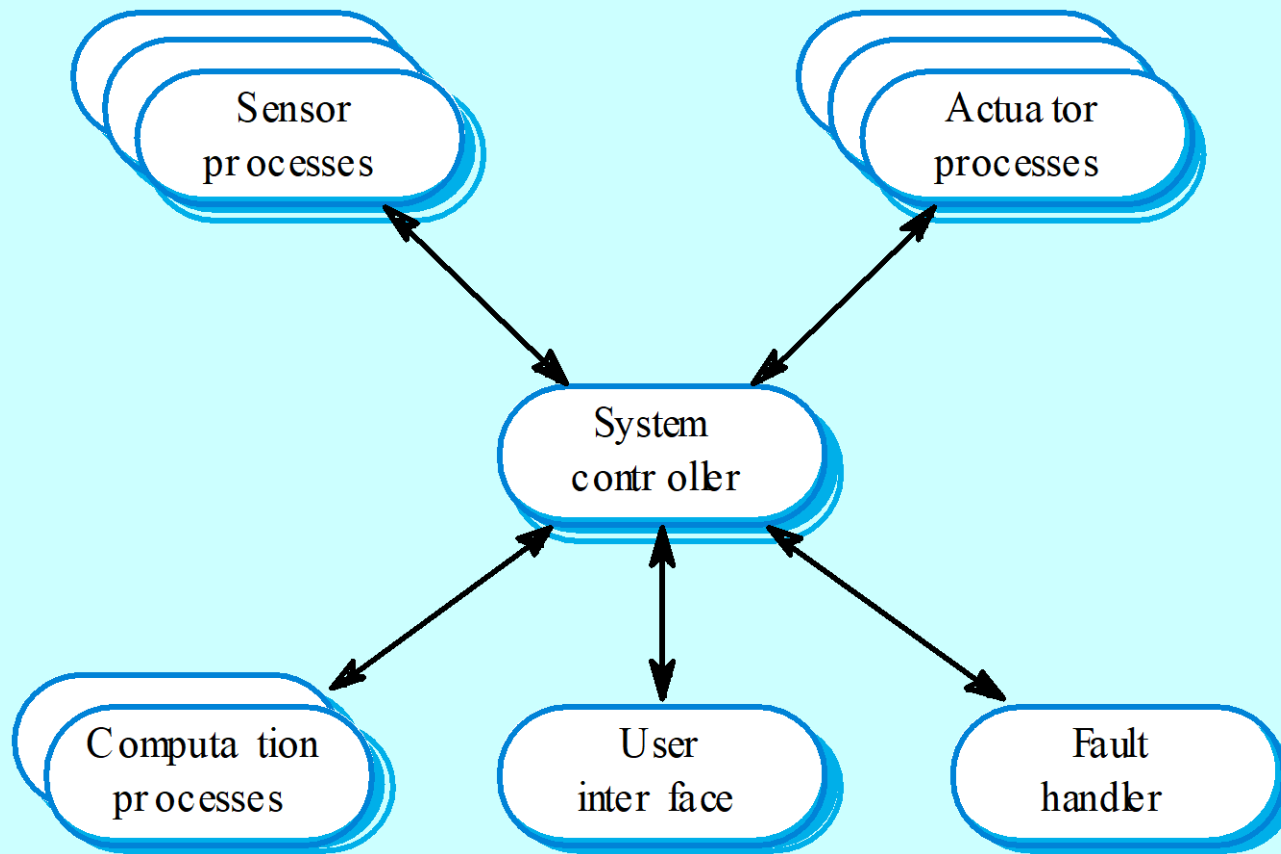 Sensor
processes
Actuator
processes
System
controller
Computation
processes
User
interface
Fault
handler